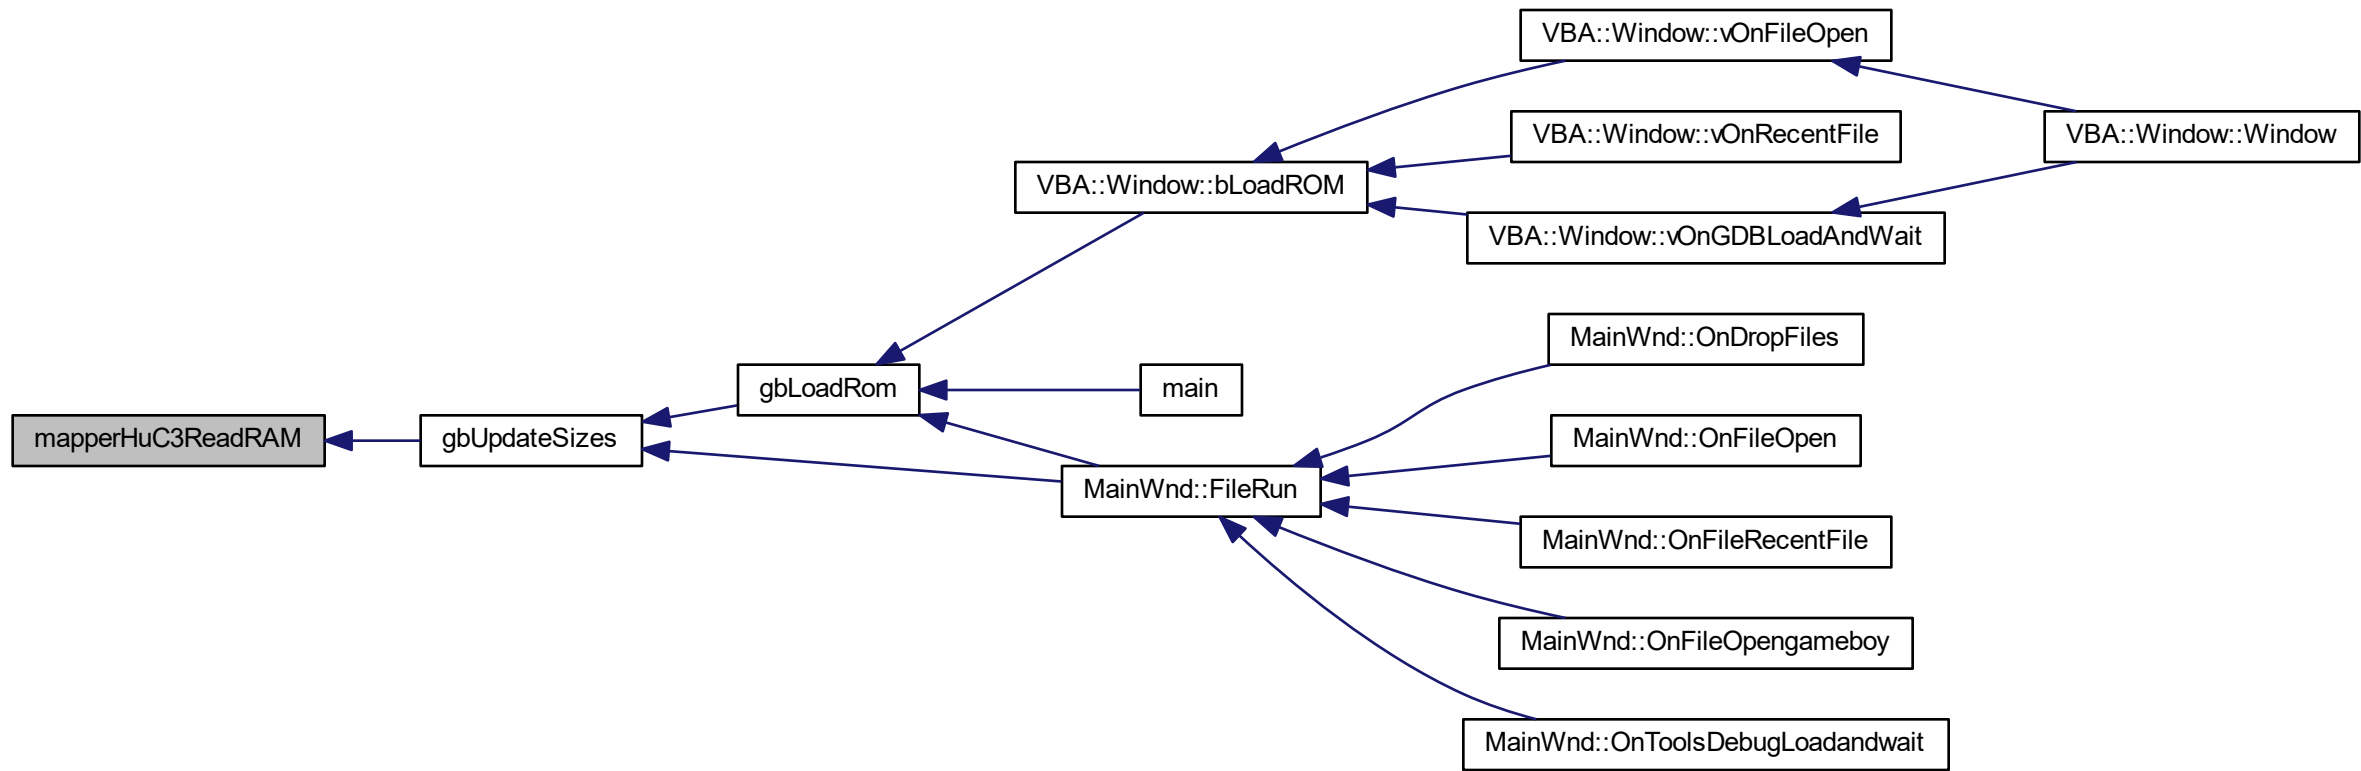 VBA::Window::vOnFileOpen
VBA::Window::vOnRecentFile
VBA::Window::Window
VBA::Window::bLoadROM
VBA::Window::vOnGDBLoadAndWait
MainWnd::OnDropFiles
gbLoadRom
main
mapperHuC3ReadRAM
gbUpdateSizes
MainWnd::OnFileOpen
MainWnd::FileRun
MainWnd::OnFileRecentFile
MainWnd::OnFileOpengameboy
MainWnd::OnToolsDebugLoadandwait